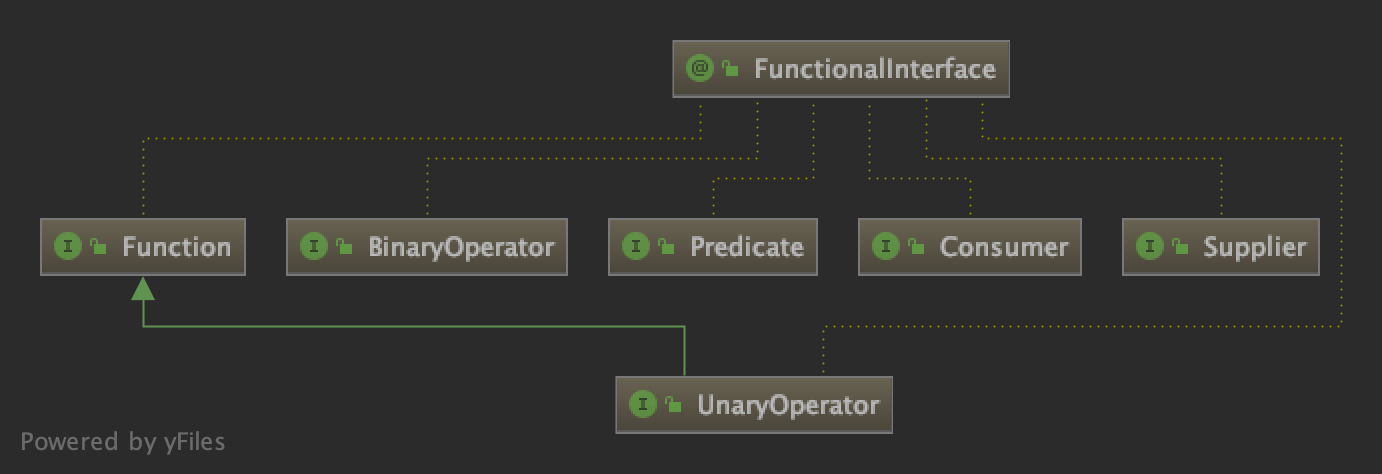 @ FunctionalInterface
I Function
I BinaryOperator
I Predicate
I Consumer
I Supplier
I UnaryOperator
Powered by yFiles